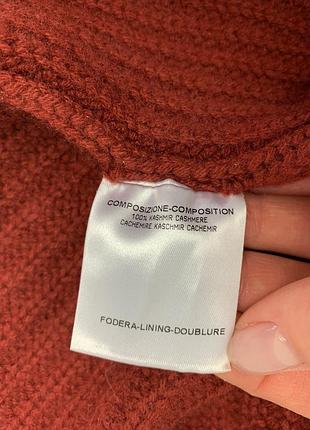 COMPOSIZIONE-COMPOSITION
100% KASHMIR CASHMERE
CACHEMIRE KASCHMIR CACHEMIR
FODERA-LINING-DOUBLURE